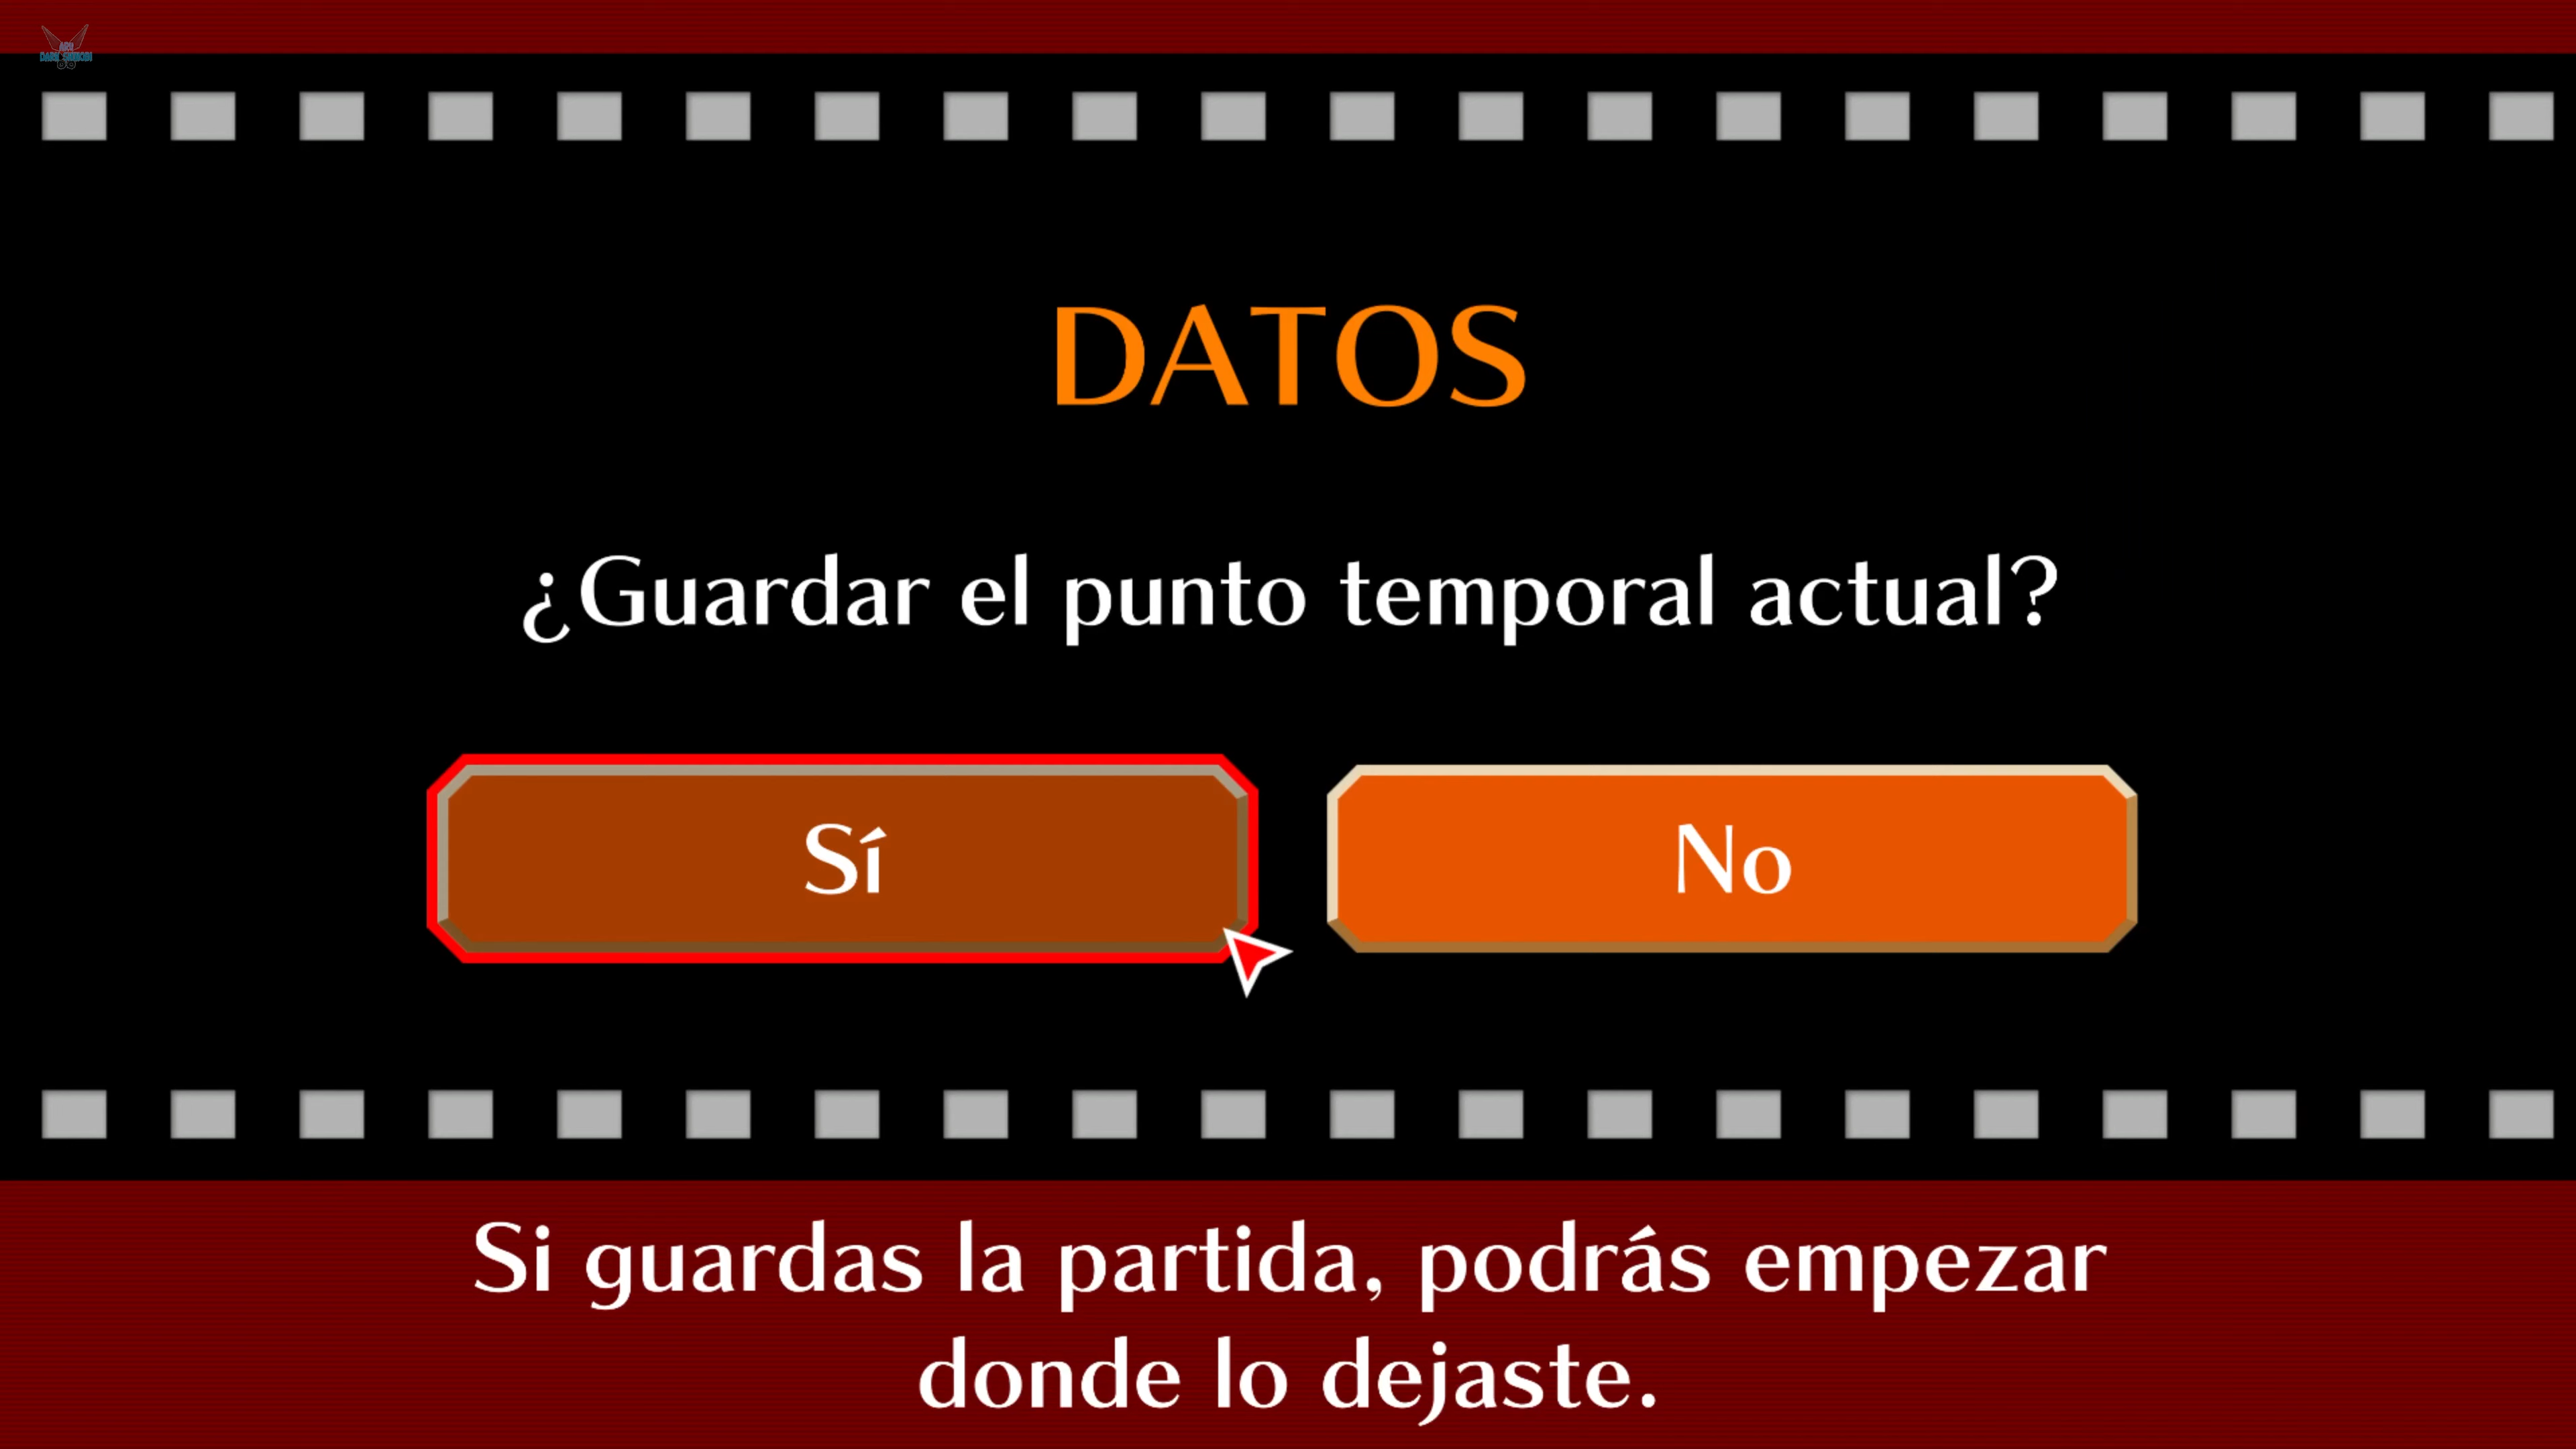 DATOS
¿Guardar el punto temporal actual?
Sí
No
Si guardas la partida, podrás empezar
donde lo dejaste.